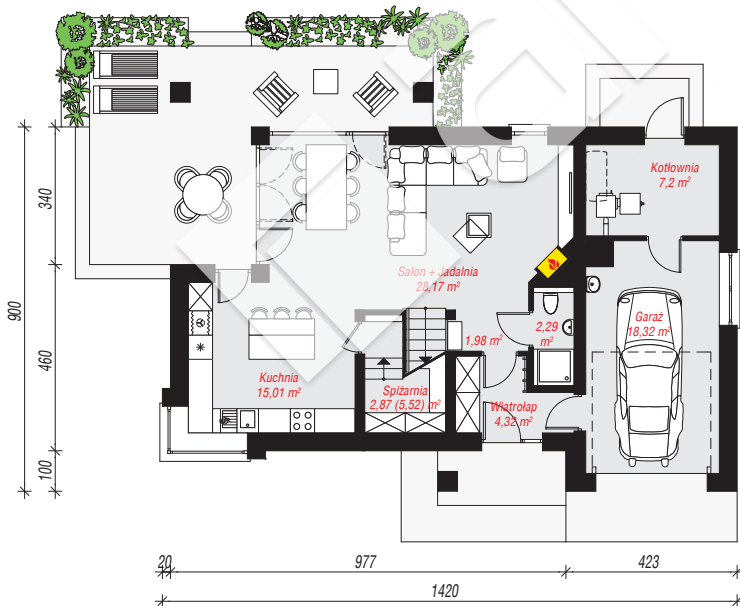 Kotłownia
7,2 m²
340
Salon + Jadalnia
28,17 m²
Garaż
18,32 m²
900
2,29
m²
1,98 m²
460
Kuchnia
15,01 m²
Spiżarnia
2,87 (5,52) m²
Wiatrołap
4,32 m²
100
20
977
423
1420